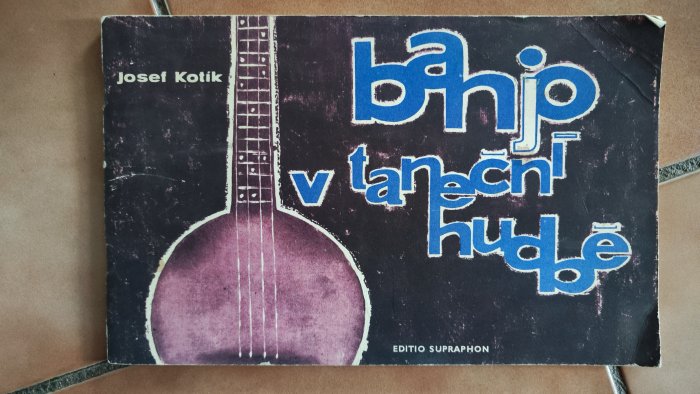 Josef Kotík
banjo
v taneční
hudbě
EDITIO SUPRAPHON